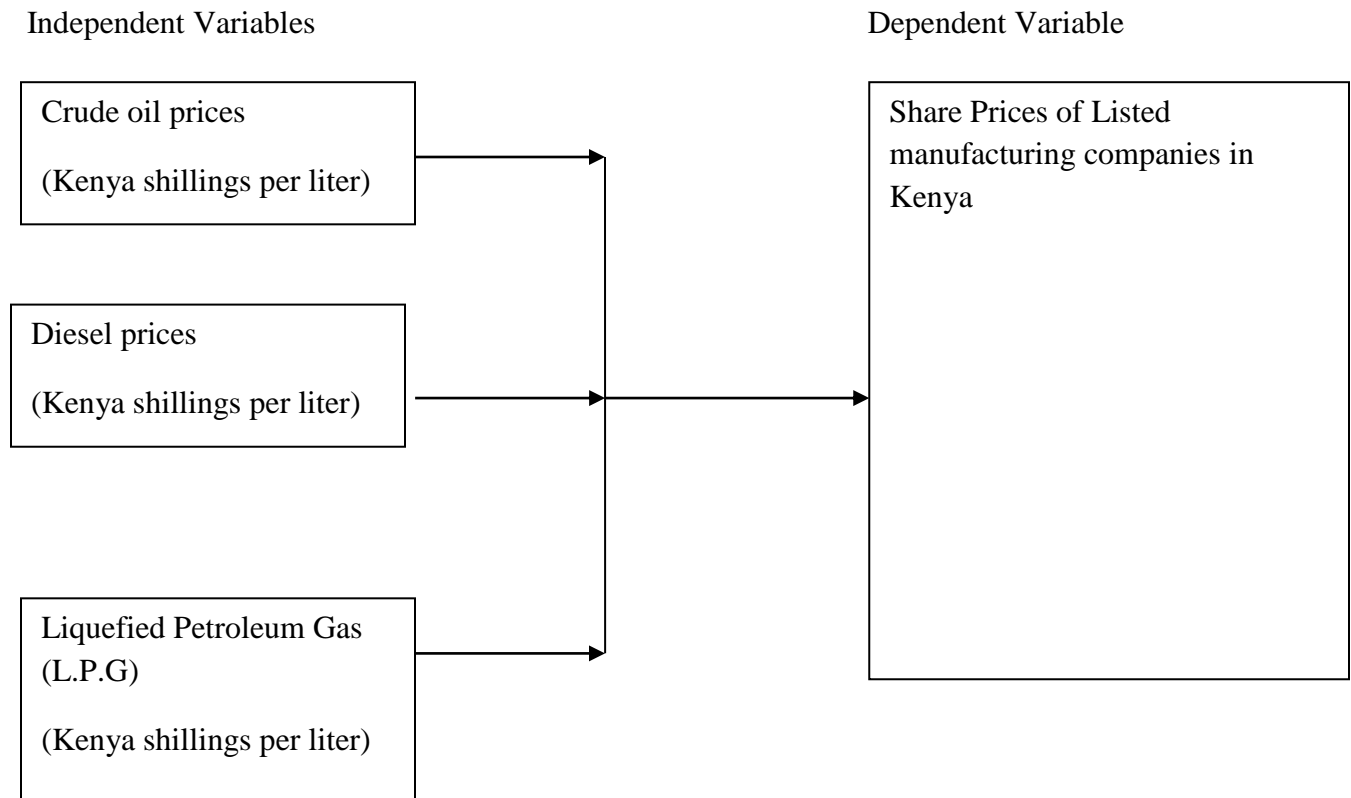 Independent Variables
Dependent Variable
Crude oil prices
(Kenya shillings per liter)
Share Prices of Listed
manufacturing companies in
Kenya
Diesel prices
(Kenya shillings per liter)
Liquefied Petroleum Gas
(L.P.G)
(Kenya shillings per liter)